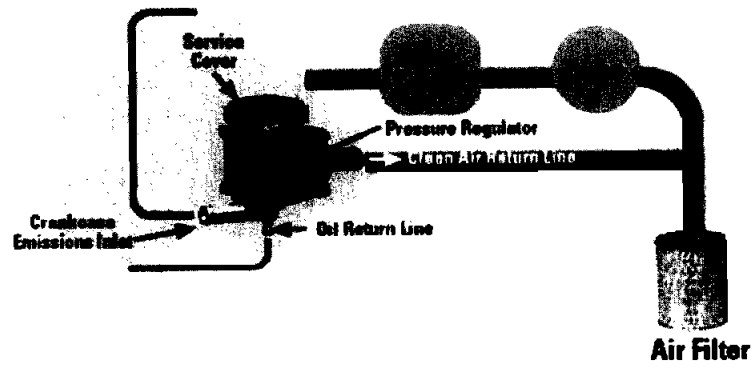 Service
Cover
Pressure Regulator
Clean Air Return Line
Crankcase
Emissions Inlet
Oil Return Line
Air Filter